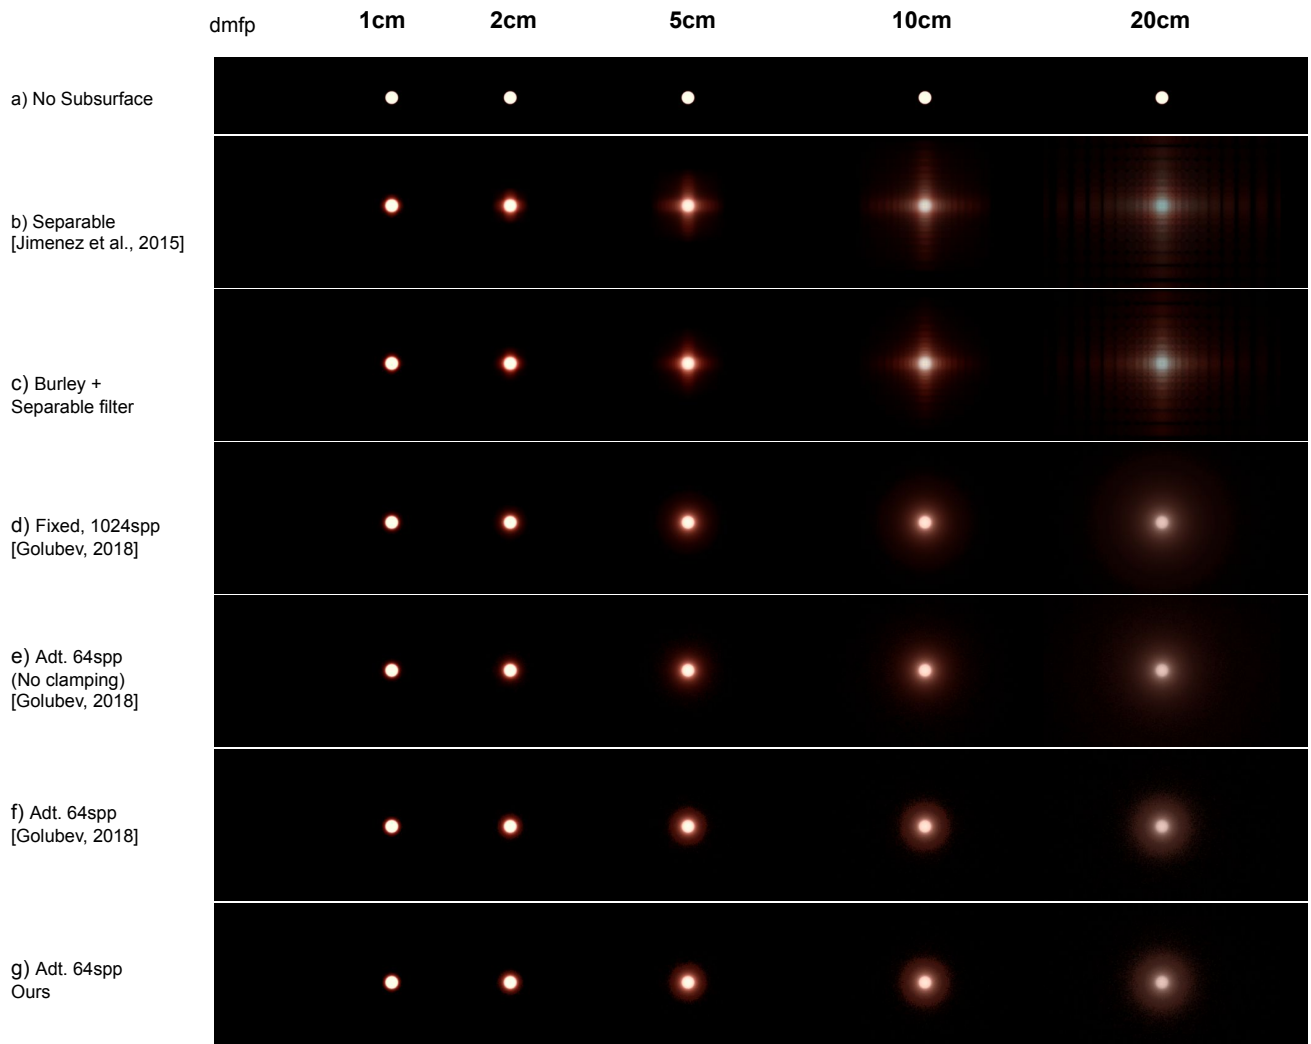 dmfp 1cm 2cm 5cm 10cm 20cm
a) No Subsurface
b) Separable
[Jimenez et al., 2015]
c) Burley +
Separable filter
d) Fixed, 1024spp
[Golubev, 2018]
e) Adt. 64spp
(No clamping)
[Golubev, 2018]
f) Adt. 64spp
[Golubev, 2018]
g) Adt. 64spp
Ours